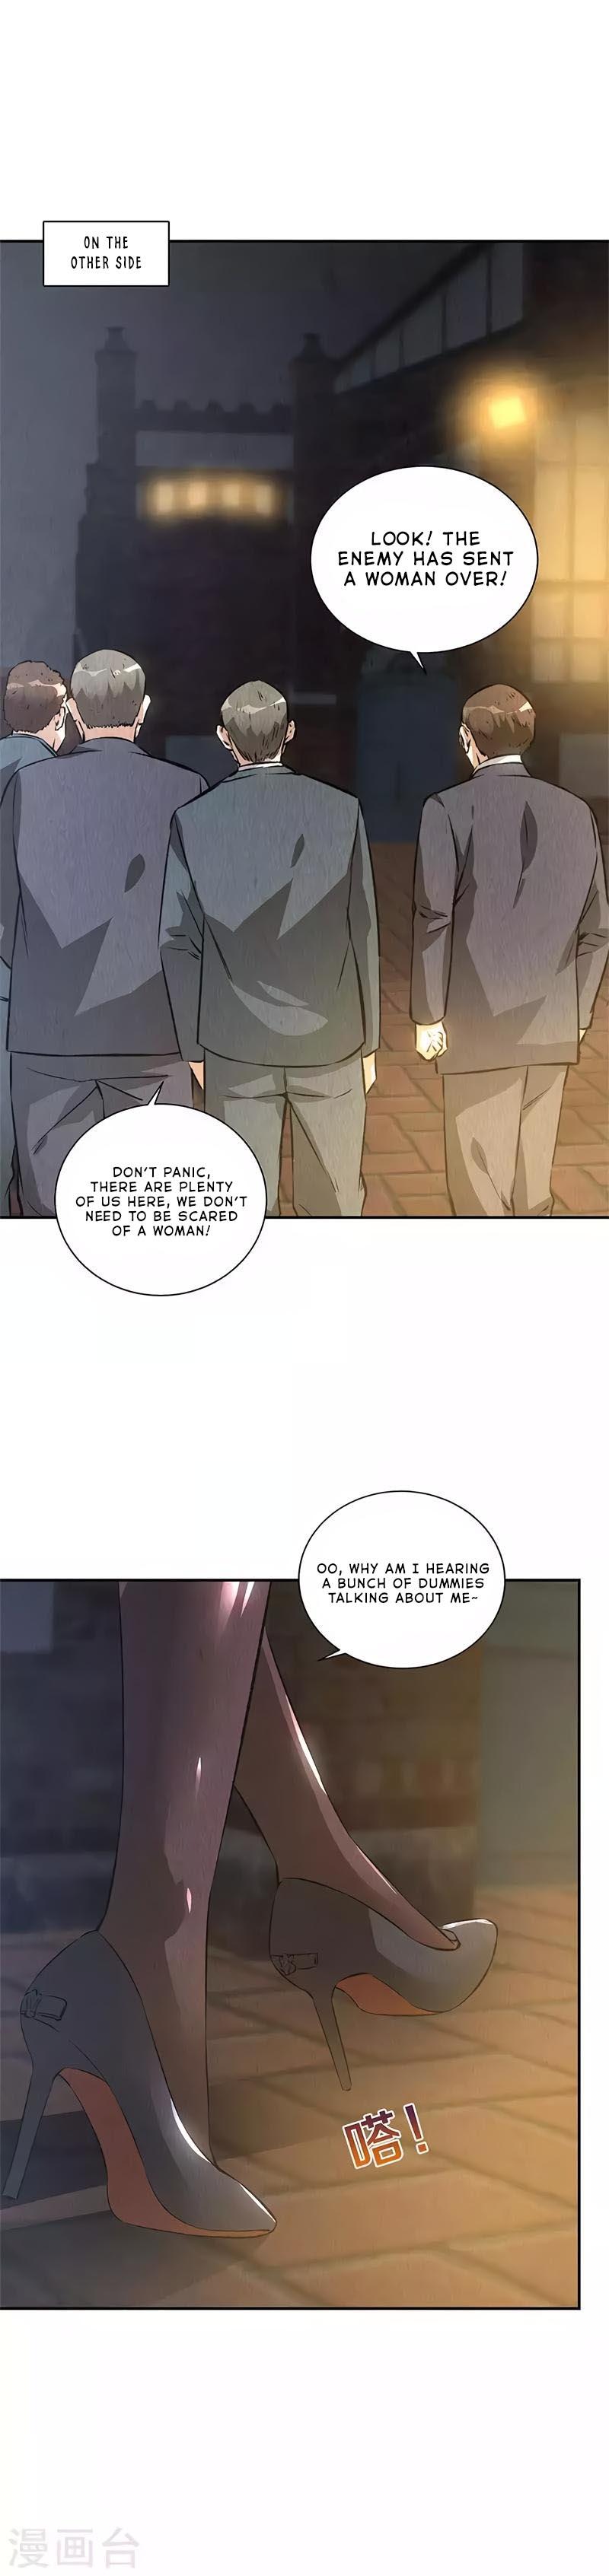 ON THE
OTHER SIDE
LOOK! THE
ENEMY HAS SENT
A WOMAN OVER!
DON'T PANIC,
THERE ARE PLENTY
OF US HERE, WE DON'T
NEED TO BE SCARED
OF A WOMAN!
OO, WHY AM I HEARING
A BUNCH OF DUMMIES
TALKING ABOUT ME~
嗒!
漫画台